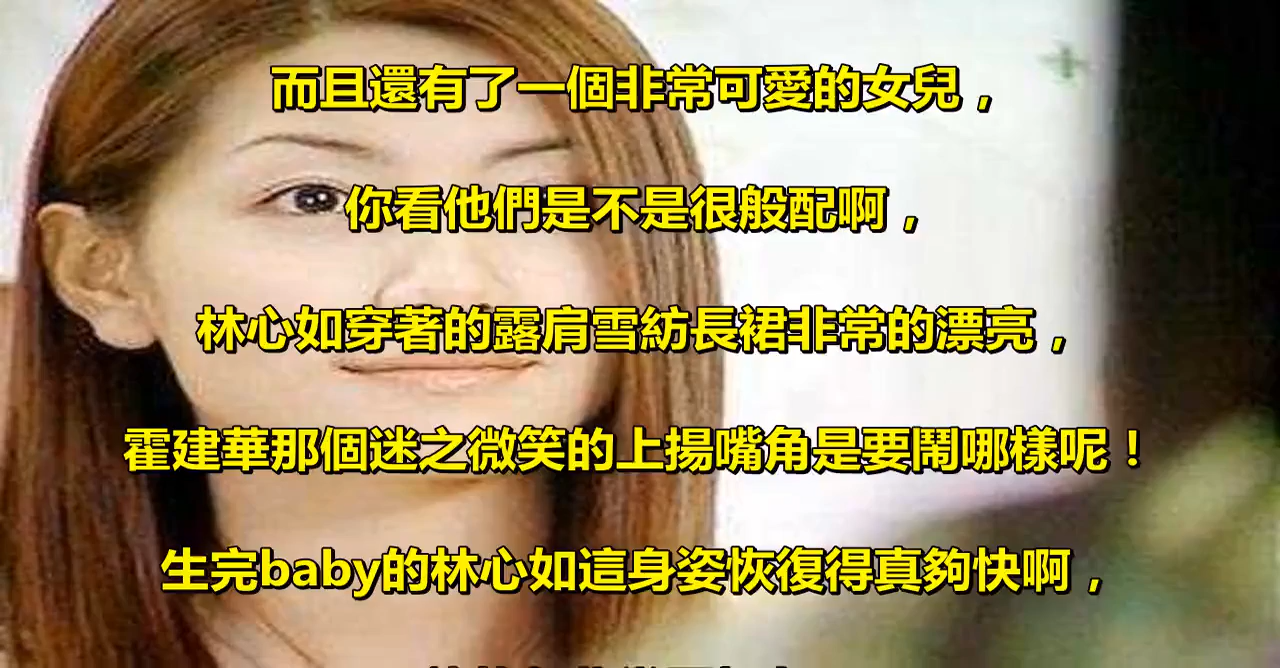 而且還有了一個非常可愛的女兒，
你看他們是不是很般配啊，
林心如穿著的露肩雪紡長裙非常的漂亮，
霍建華那個迷之微笑的上揚嘴角是要鬧哪樣呢！
生完baby的林心如這身姿恢復得真夠快啊，